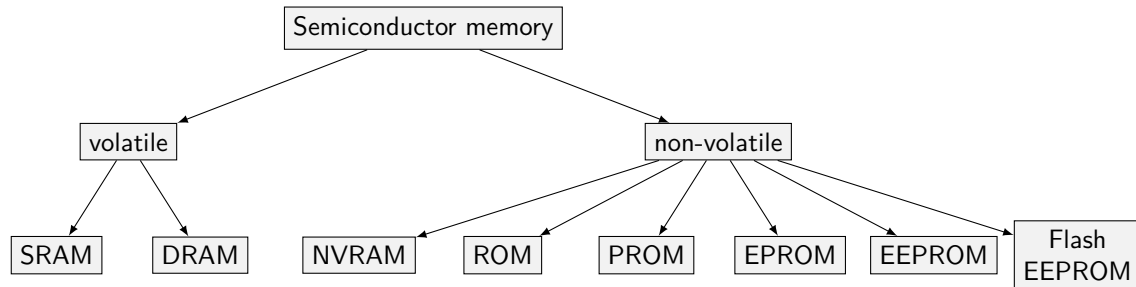 Semiconductor memory
volatile
non-volatile
SRAM
DRAM
NVRAM
ROM
PROM
EPROM
EEPROM
Flash
EEPROM